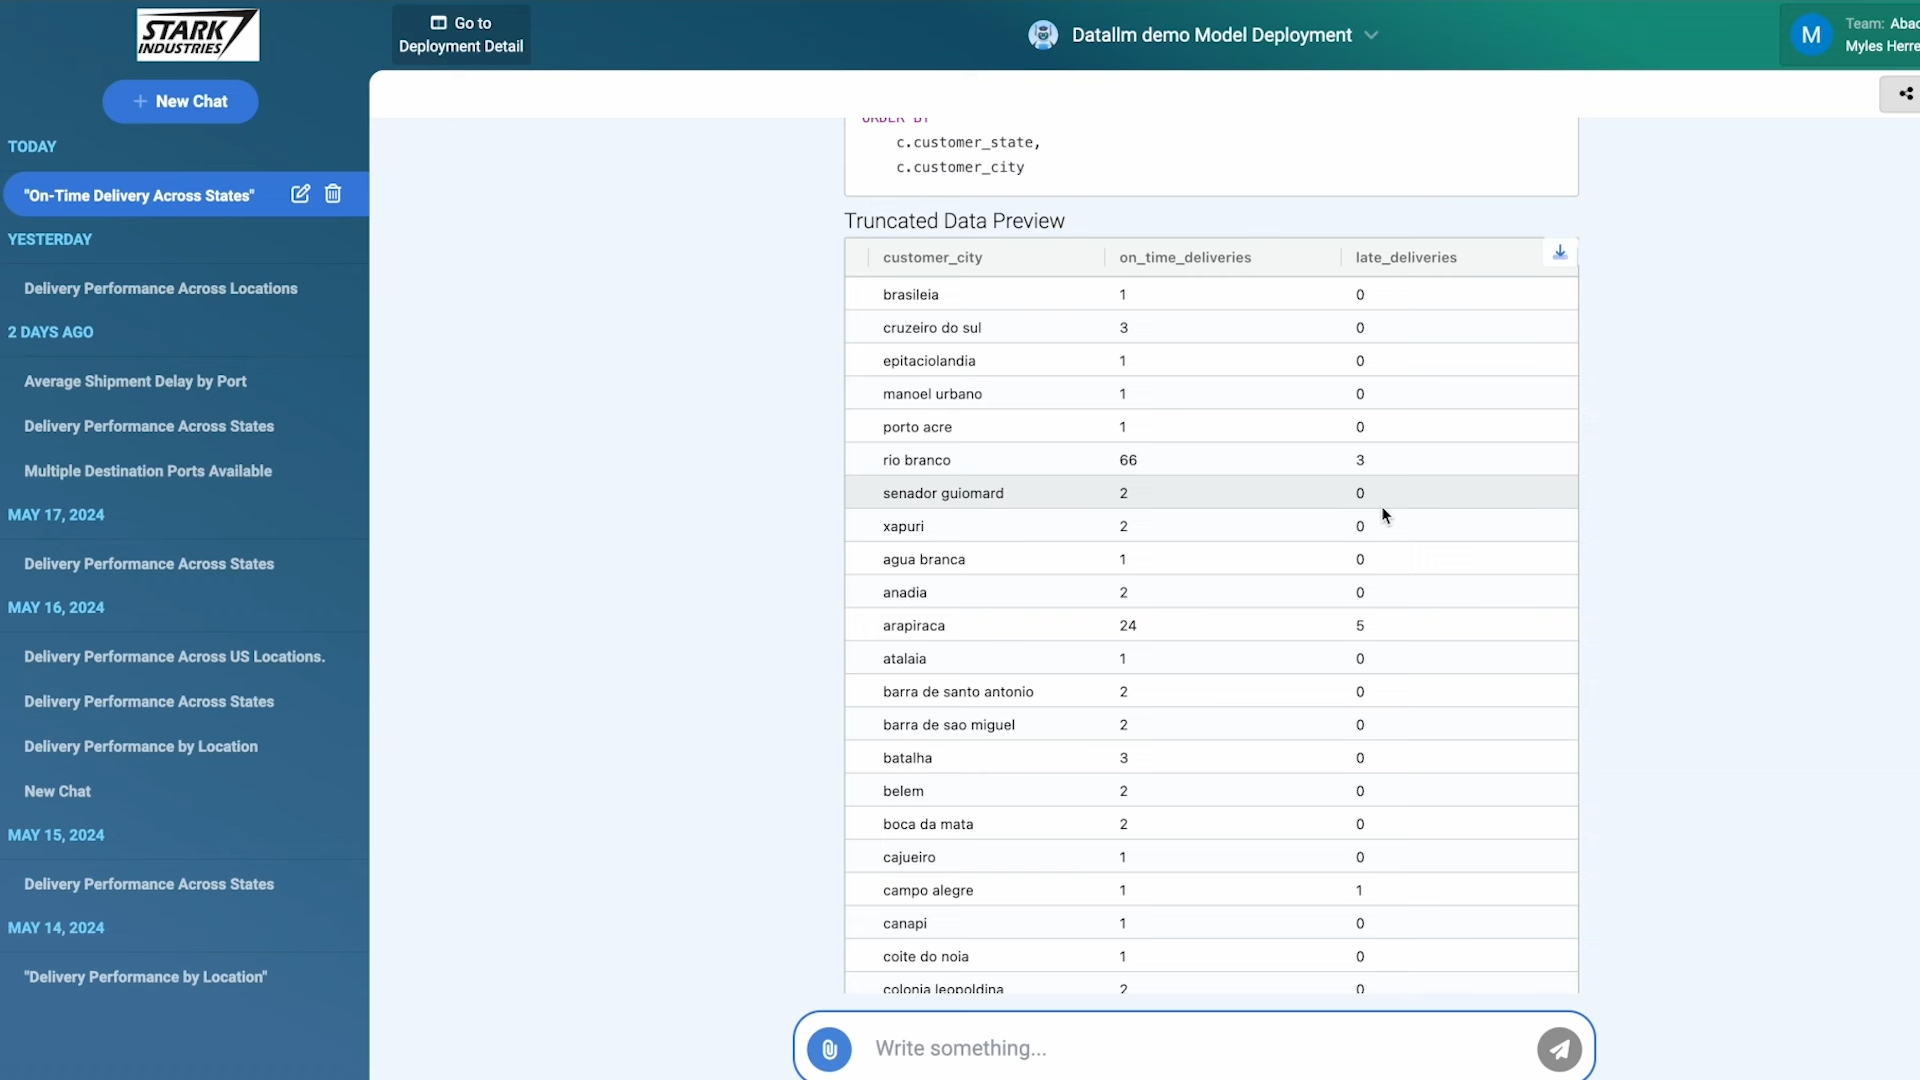 STARK
INDUSTRIES
Go to
Deployment Detail
Datallm demo Model Deployment
M
Team: Abac
Myles Herre
+ New Chat
TODAY
"On-Time Delivery Across States"
YESTERDAY
Delivery Performance Across Locations
2 DAYS AGO
Average Shipment Delay by Port
Delivery Performance Across States
Multiple Destination Ports Available
MAY 17, 2024
Delivery Performance Across States
MAY 16, 2024
Delivery Performance Across US Locations.
Delivery Performance Across States
Delivery Performance by Location
New Chat
MAY 15, 2024
Delivery Performance Across States
MAY 14, 2024
"Delivery Performance by Location"
ORDER BY
c.customer_state,
c.customer_city
Truncated Data Preview
customer_city on_time_deliveries late_deliveries
brasileia 1 0
cruzeiro do sul 3 0
epitaciolandia 1 0
manoel urbano 1 0
porto acre 1 0
rio branco 66 3
senador guiomard 2 0
xapuri 2 0
agua branca 1 0
anadia 2 0
arapiraca 24 5
atalaia 1 0
barra de santo antonio 2 0
barra de sao miguel 2 0
batalha 3 0
belem 2 0
boca da mata 2 0
cajueiro 1 0
campo alegre 1 1
canapi 1 0
coite do noia 1 0
colonia leopoldina 2 0
Write something...